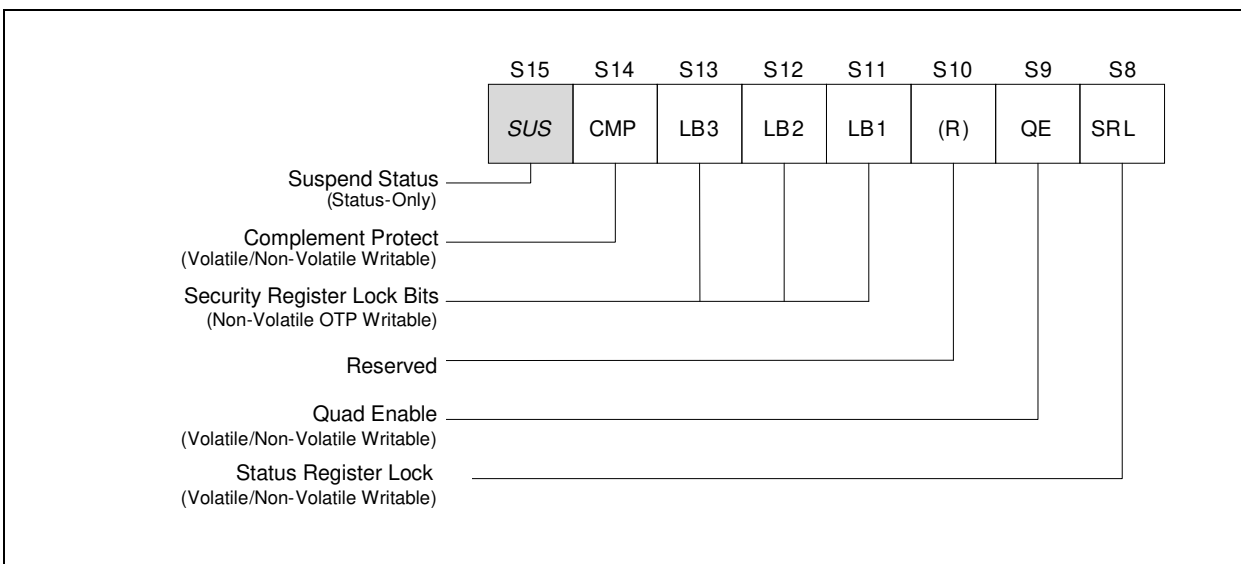 S15 S14 S13 S12 S11 S10 S9 S8
SUS CMP LB3 LB2 LB1 (R) QE SRL
Suspend Status
(Status-Only)
Complement Protect
(Volatile/Non-Volatile Writable)
Security Register Lock Bits
(Non-Volatile OTP Writable)
Reserved
Quad Enable
(Volatile/Non-Volatile Writable)
Status Register Lock
(Volatile/Non-Volatile Writable)